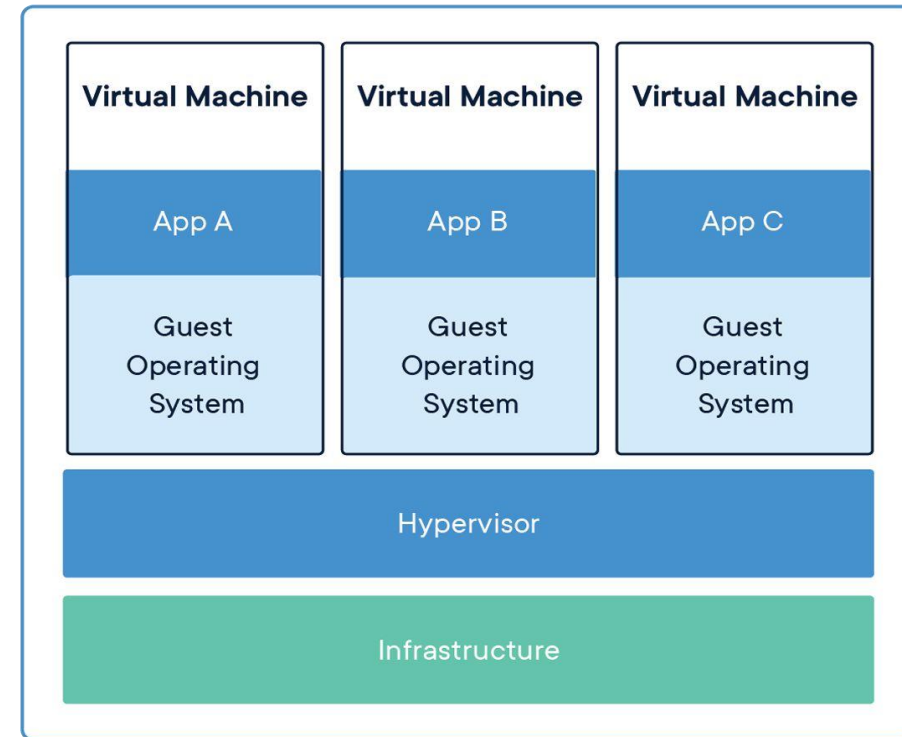 Virtual Machine
Virtual Machine
Virtual Machine
App A
App B
App C
Guest
Operating
System
Guest
Operating
System
Guest
Operating
System
Hypervisor
Infrastructure